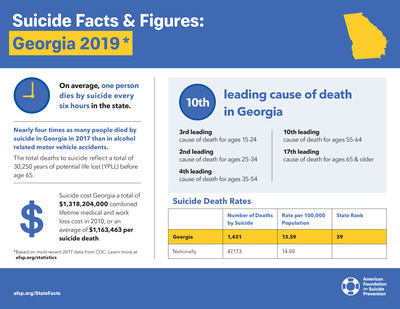 Suicide Facts & Figures:
Georgia 2019*
On average, one person
dies by suicide every
six hours in the state.
Nearly four times as many people died by
suicide in Georgia in 2017 than in alcohol
related motor vehicle accidents.
The total deaths to suicide reflect a total of
30,250 years of potential life lost (YPLL) before
age 65.
$
Suicide cost Georgia a total of
$1,318,204,000 combined
lifetime medical and work
loss cost in 2010, or an
average of $1,163,463 per
suicide death.
*Based on most recent 2017 data from CDC. Learn more at
afsp.org/statistics
10th
leading cause of death
in Georgia
3rd leading
cause of death for ages 15-24
2nd leading
cause of death for ages 25-34
4th leading
cause of death for ages 35-54
10th leading
cause of death for ages 55-64
17th leading
cause of death for ages 65 & older
Suicide Death Rates
Number of Deaths by Suicide Rate per 100,000 Population State Rank
Georgia 1,451 13.59 39
Nationally 47,173 14.00
afsp.org/StateFacts
American
Foundation
for Suicide
Prevention